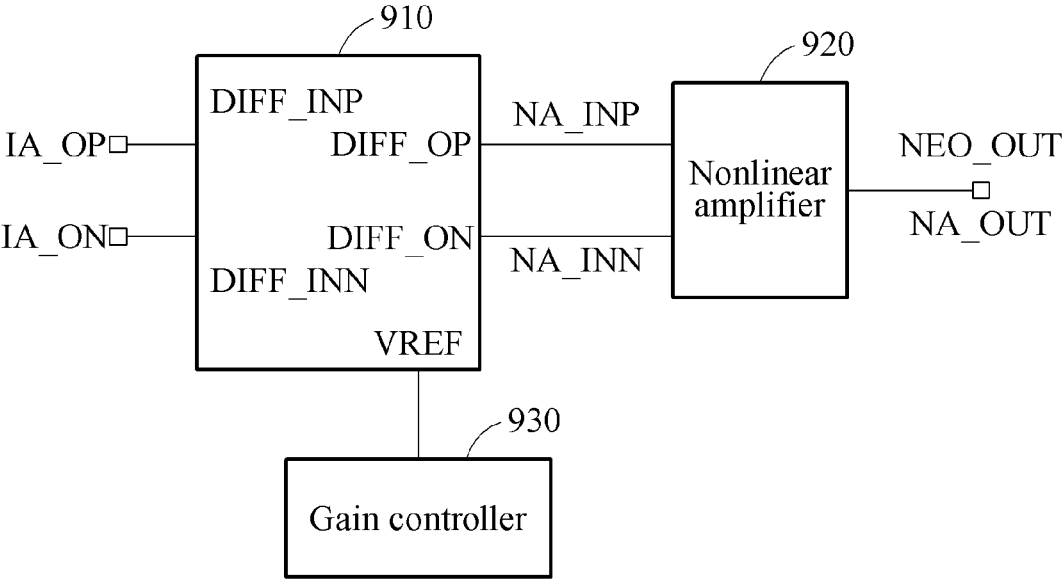 910
920
DIFF_INP
NA_INP
IA_OP
DIFF_OP
NEO_OUT
Nonlinear
amplifier
IA_ON
DIFF_ON
NA_OUT
NA_INN
DIFF_INN
VREF
930
Gain controller